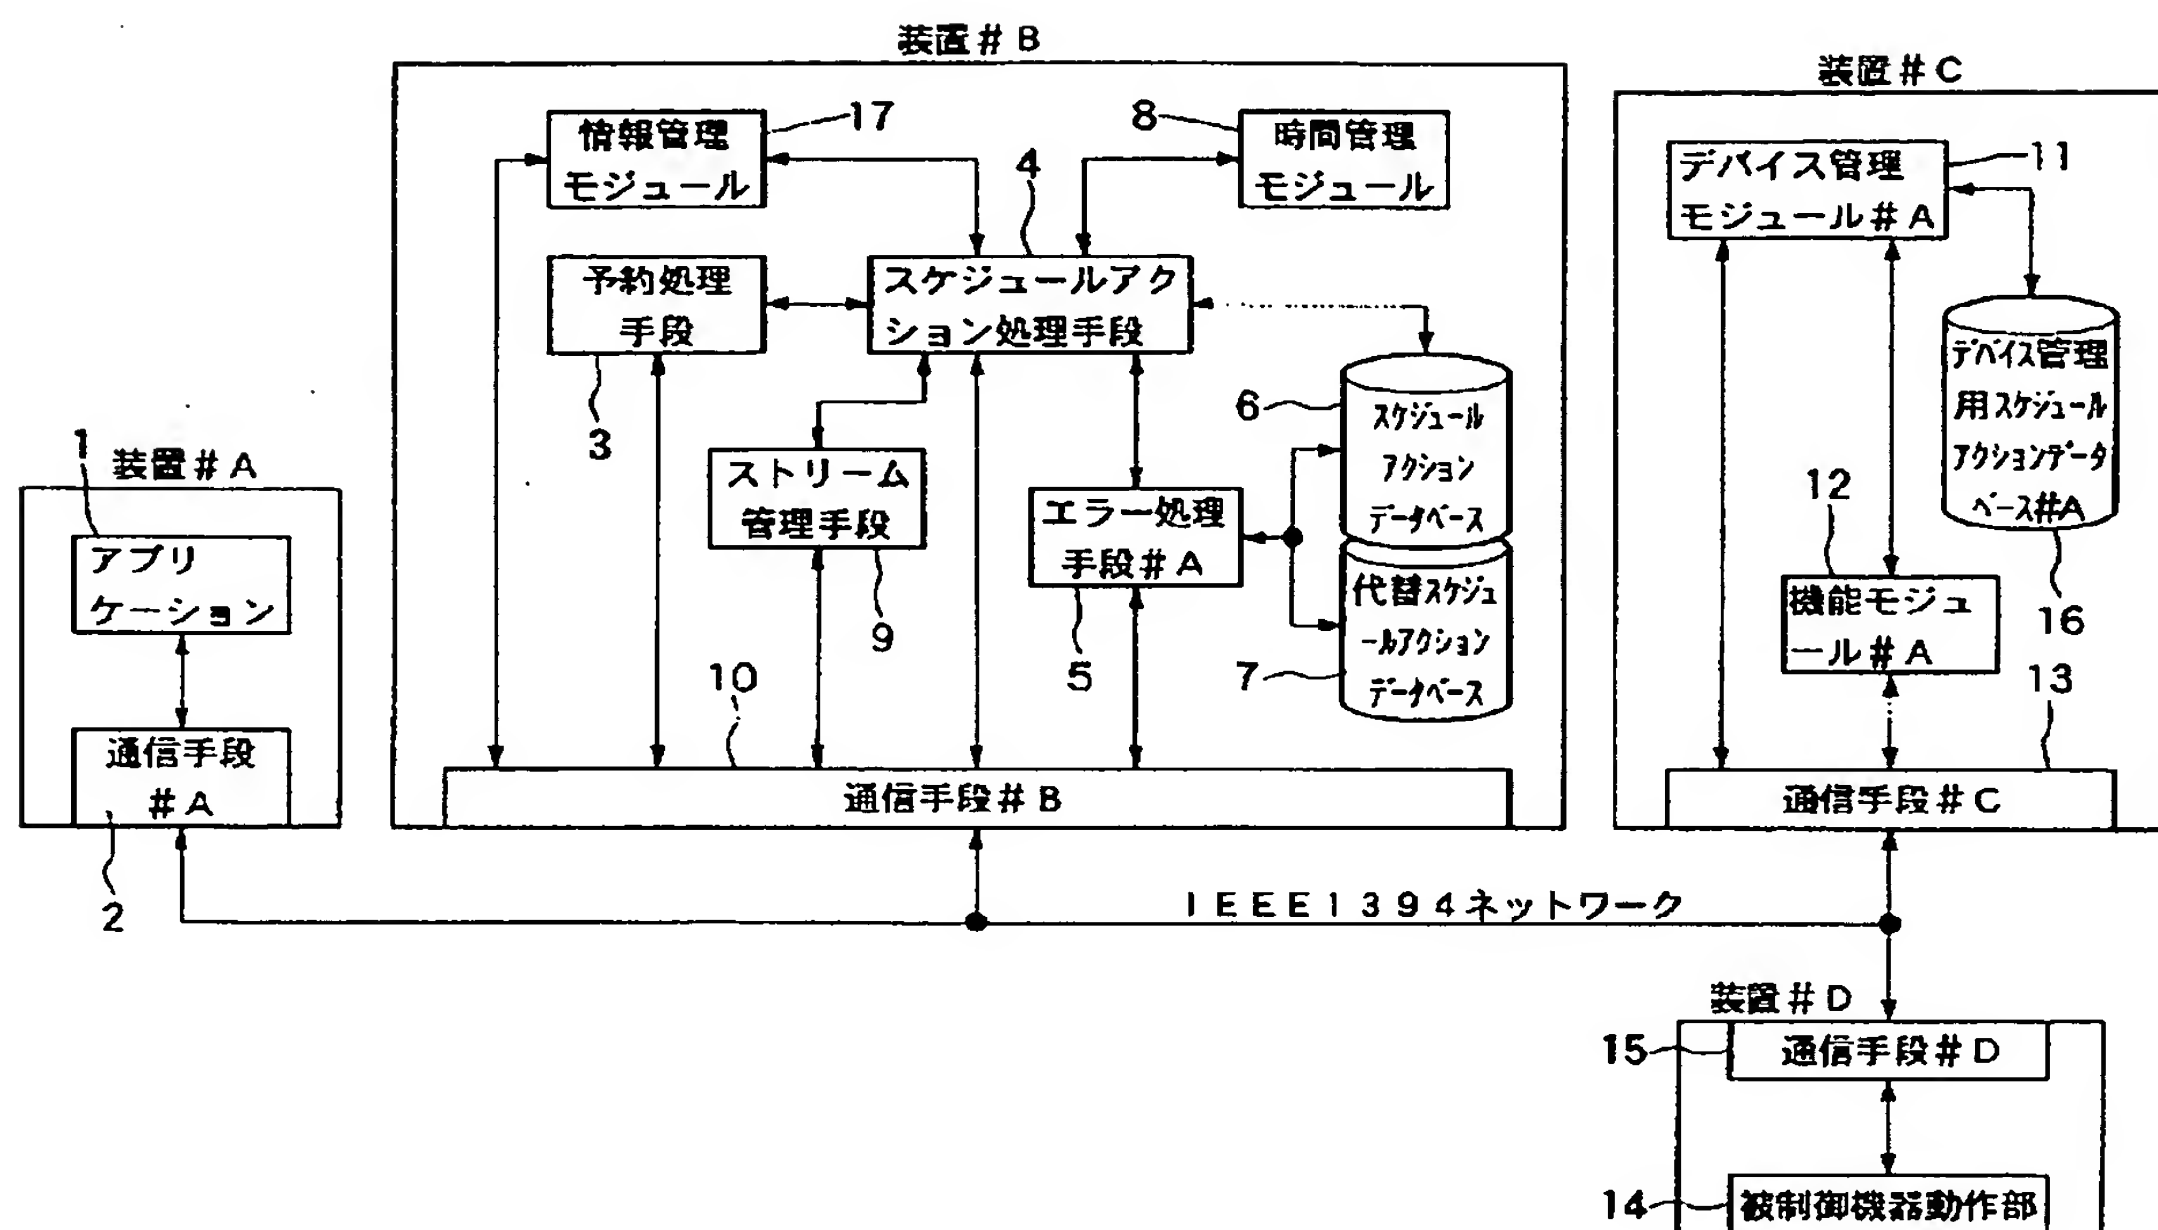 装置＃B
情報管理
モジュール
17
8
時間管理
モジュール
4
予約処理
手段
3
スケジュールアク
ション処理手段
ストリーム
管理手段
9
エラー処理
手段＃A
5
6
スケジュール
アクション
データベース
7
代替スケジュ
ールアクション
データベース
10
通信手段＃B
装置＃A
1
アプリ
ケーション
通信手段
＃A
2
装置＃C
デバイス管理
モジュール＃A
11
デバイス管理
用スケジュール
アクションデータ
ベース＃A
16
12
機能モジュ
ール＃A
13
通信手段＃C
IEEE1394ネットワーク
装置＃D
15
通信手段＃D
14
被制御機器動作部